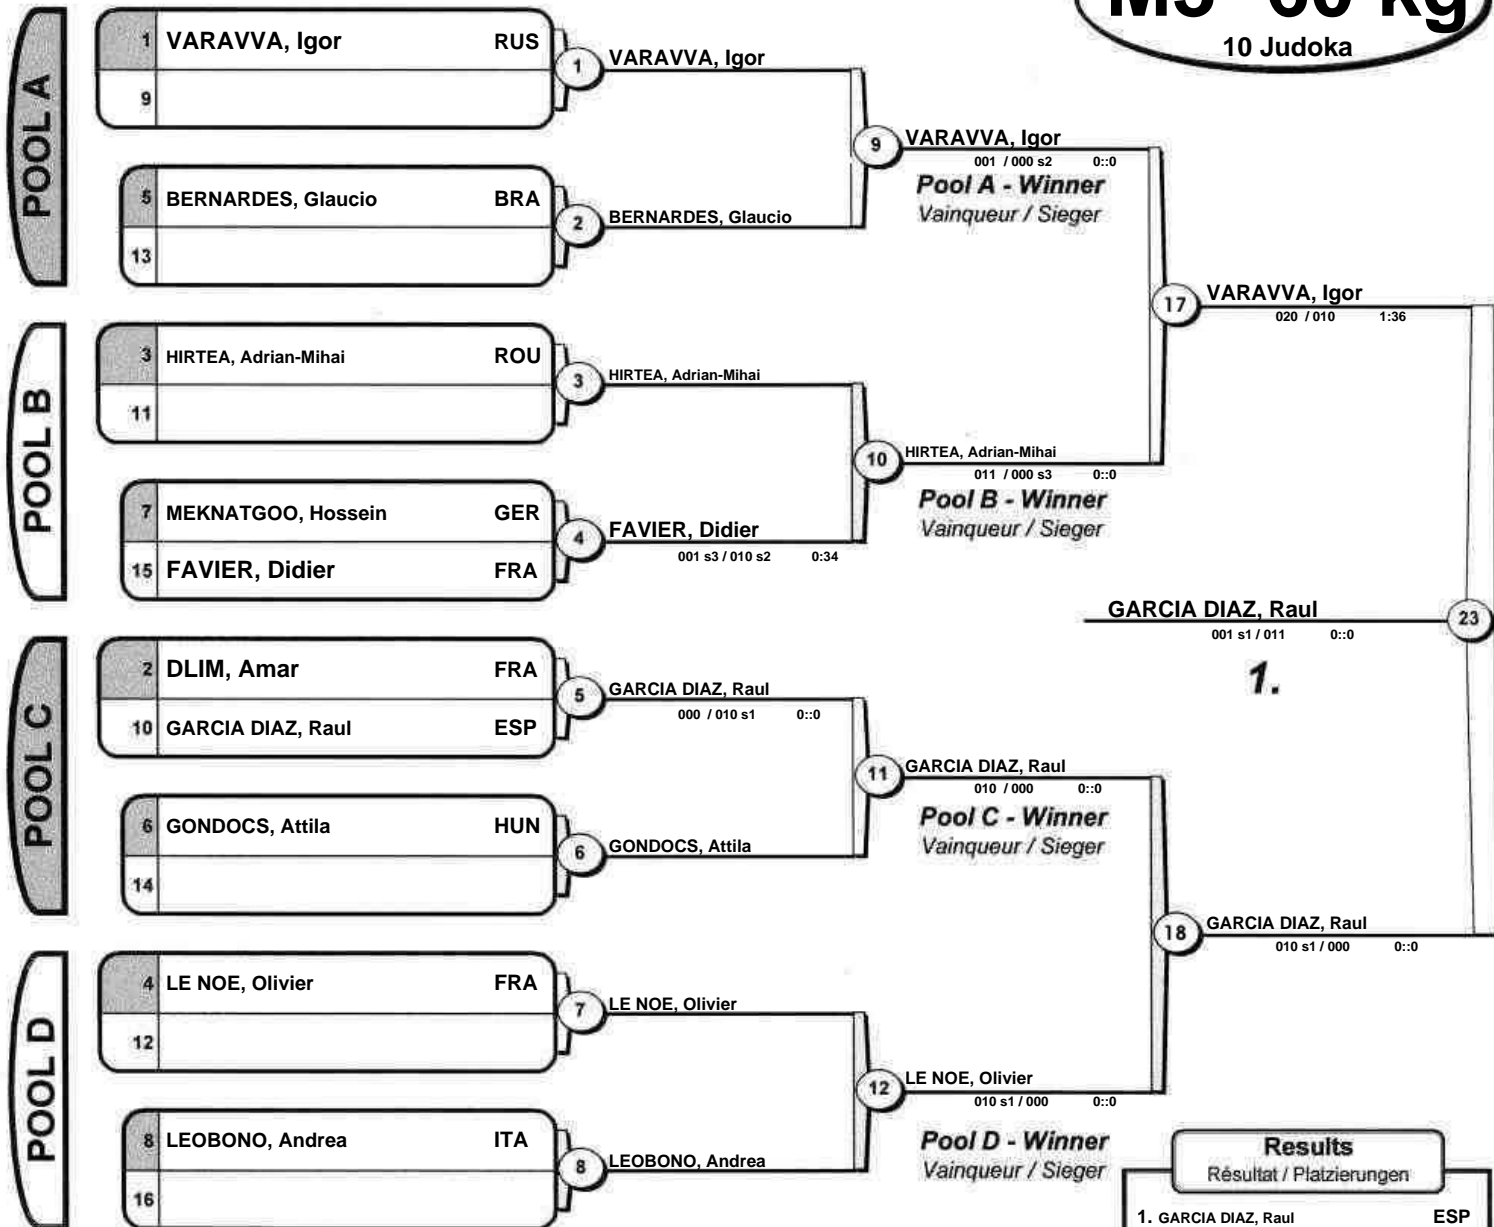 M5 -60 kg
10 Judoka
POOL A
1 VARAVVA, Igor RUS
9
5 BERNARDES, Glaucio BRA
13
1 VARAVVA, Igor
2 BERNARDES, Glaucio
9 VARAVVA, Igor
001 / 000 s2 0::0
Pool A - Winner
Vainqueur / Sieger
POOL B
3 HIRTEA, Adrian-Mihai ROU
11
7 MEKNATGOO, Hossein GER
15 FAVIER, Didier FRA
3 HIRTEA, Adrian-Mihai
4 FAVIER, Didier
001 s3 / 010 s2 0:34
10 HIRTEA, Adrian-Mihai
011 / 000 s3 0::0
Pool B - Winner
Vainqueur / Sieger
17 VARAVVA, Igor
020 / 010 1:36
GARCIA DIAZ, Raul 23
001 s1 / 011 0::0
1.
POOL C
2 DLIM, Amar FRA
10 GARCIA DIAZ, Raul ESP
6 GONDOCS, Attila HUN
14
5 GARCIA DIAZ, Raul
000 / 010 s1 0::0
6 GONDOCS, Attila
11 GARCIA DIAZ, Raul
010 / 000 0::0
Pool C - Winner
Vainqueur / Sieger
18 GARCIA DIAZ, Raul
010 s1 / 000 0::0
POOL D
4 LE NOE, Olivier FRA
12
8 LEOBONO, Andrea ITA
16
7 LE NOE, Olivier
8 LEOBONO, Andrea
12 LE NOE, Olivier
010 s1 / 000 0::0
Pool D - Winner
Vainqueur / Sieger
Results
Résultat / Platzierungen
1. GARCIA DIAZ, Raul ESP